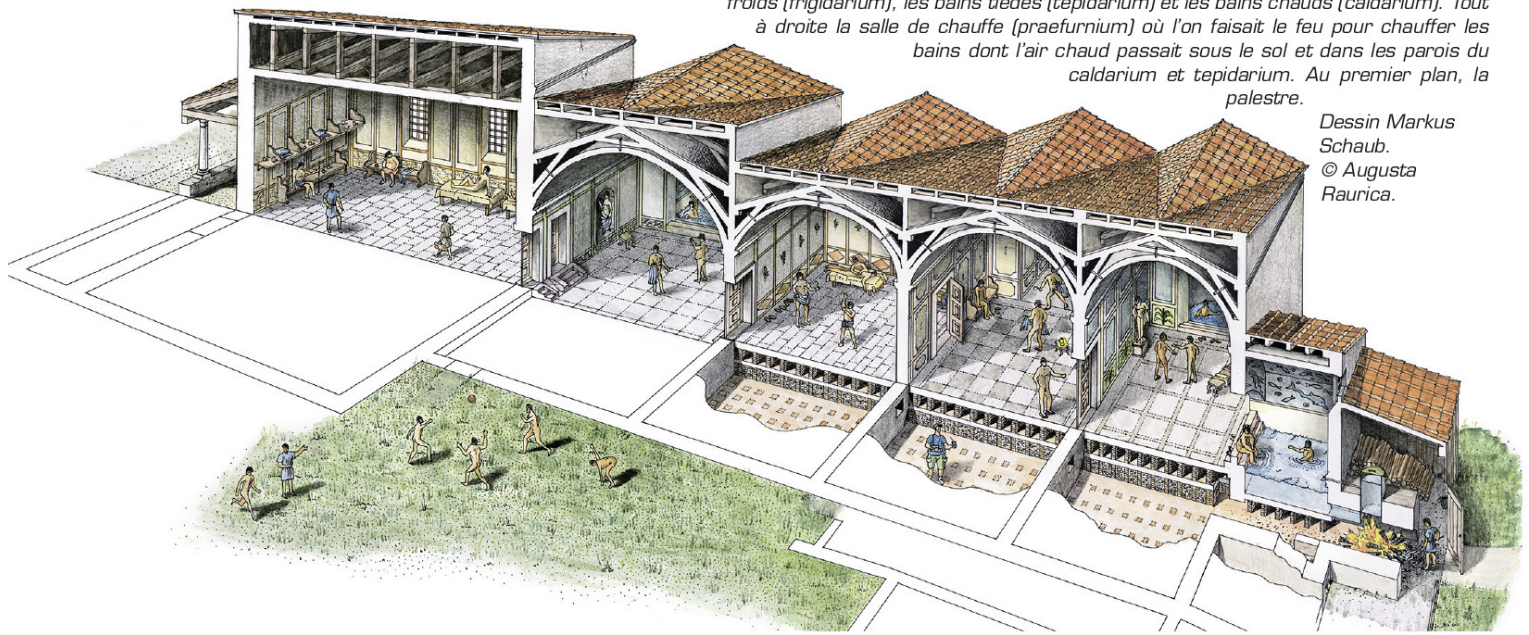 froids (frigidarium), les bains tièdes (tepidarium) et les bains chauds (caldarium). Tout
à droite la salle de chauffe (praefurnium) où l'on faisait le feu pour chauffer les
bains dont l'air chaud passait sous le sol et dans les parois du
caldarium et tepidarium. Au premier plan, la
palestre.
Dessin Markus
Schaub.
© Augusta
Raurica.